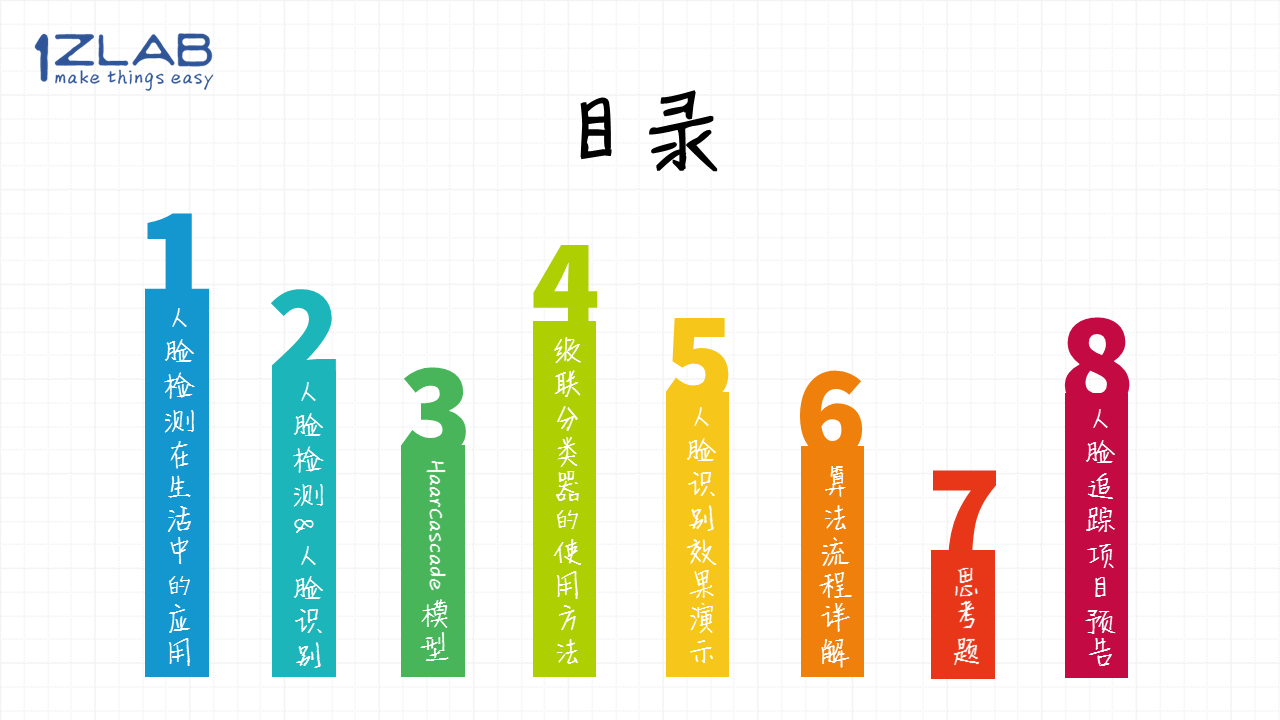 1ZLAB
make things easy
目录
1
人脸检测在生活中的应用
2
人脸检测&人脸识别
3
Haarcascade 模型
4
级联分类器的使用方法
5
人脸识别效果演示
6
算法流程详解
7
思考题
8
人脸追踪项目预告